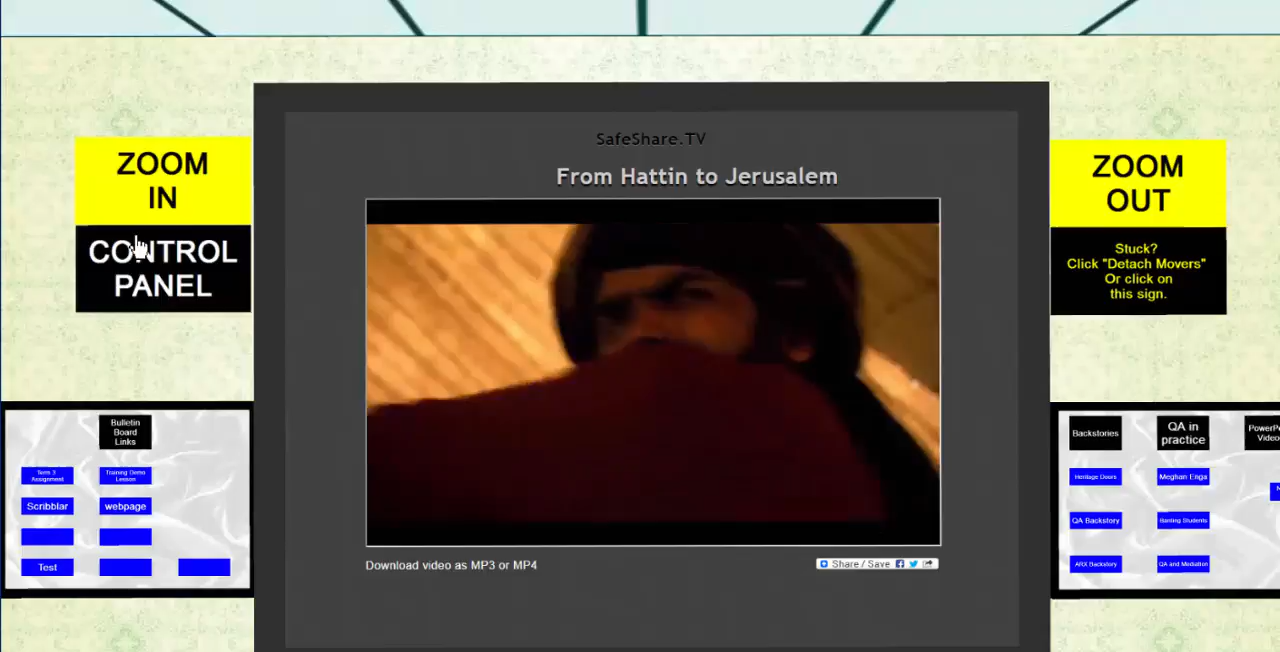 SafeShare.TV
From Hattin to Jerusalem
ZOOM
IN
CONTROL
PANEL
ZOOM
OUT
Stuck?
Click "Detach Movers"
Or click on
this sign.
Download video as MP3 or MP4
Share / Save
Bulletin
Board
Links
Term 3
Assignment
Training Demo
Lesson
Scribblar
webpage
Test
Backstories
QA in
practice
Heritage Doors
Meghan Enga
QA Backstory
Banting Students
ARX Backstory
QA and Mediation